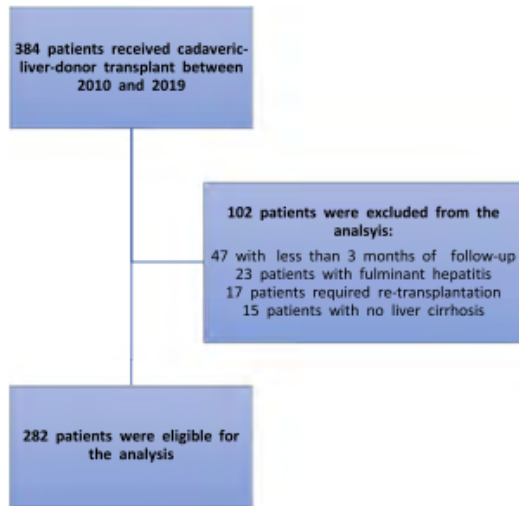 384 patients received cadaveric-
liver-donor transplant between
2010 and 2019
102 patients were excluded from the
analsyis:
47 with less than 3 months of follow-up
23 patients with fulminant hepatitis
17 patients required re-transplantation
15 patients with no liver cirrhosis
282 patients were eligible for
the analysis